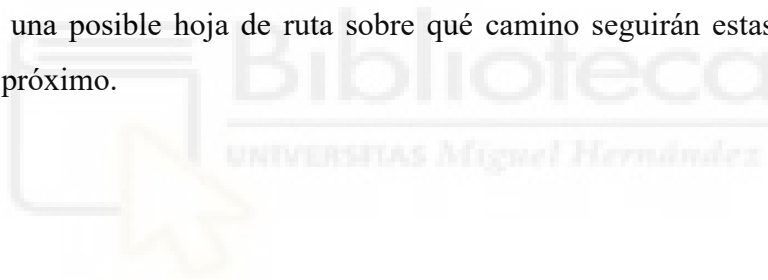 una posible hoja de ruta sobre qué camino seguirán estas
próximo.
Biblioteca
UNIVERSITAS Miguel Hernández